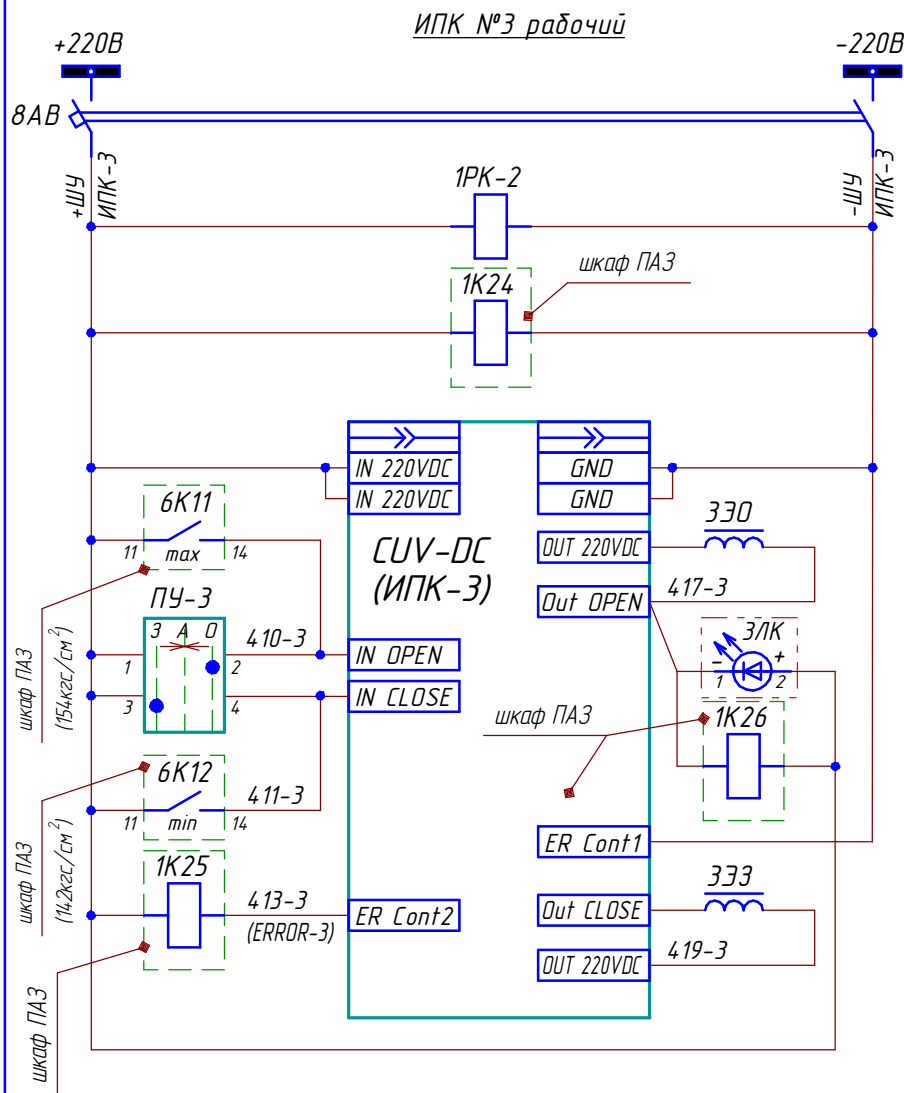 ИПК №3 рабочий
+220В
-220В
8АВ
+ШУ
ИПК-3
-ШУ
ИПК-3
1РК-2
шкаф ПАЗ
1К24
IN 220VDC
IN 220VDC
GND
GND
CUV-DC
(ИПК-3)
6К11
11
max
14
шкаф ПАЗ
(154кгс/см²)
ПУ-3
З А О
1
2
3
4
410-3
IN OPEN
IN CLOSE
OUT 220VDC
Out OPEN
3ЭО
417-3
3ЛК
- +
1 2
1К26
шкаф ПАЗ
6К12
11
min
14
411-3
шкаф ПАЗ
(142кгс/см²)
1К25
413-3
(ERROR-3)
ER Cont2
шкаф ПАЗ
ER Cont1
Out CLOSE
OUT 220VDC
3ЭЗ
419-3